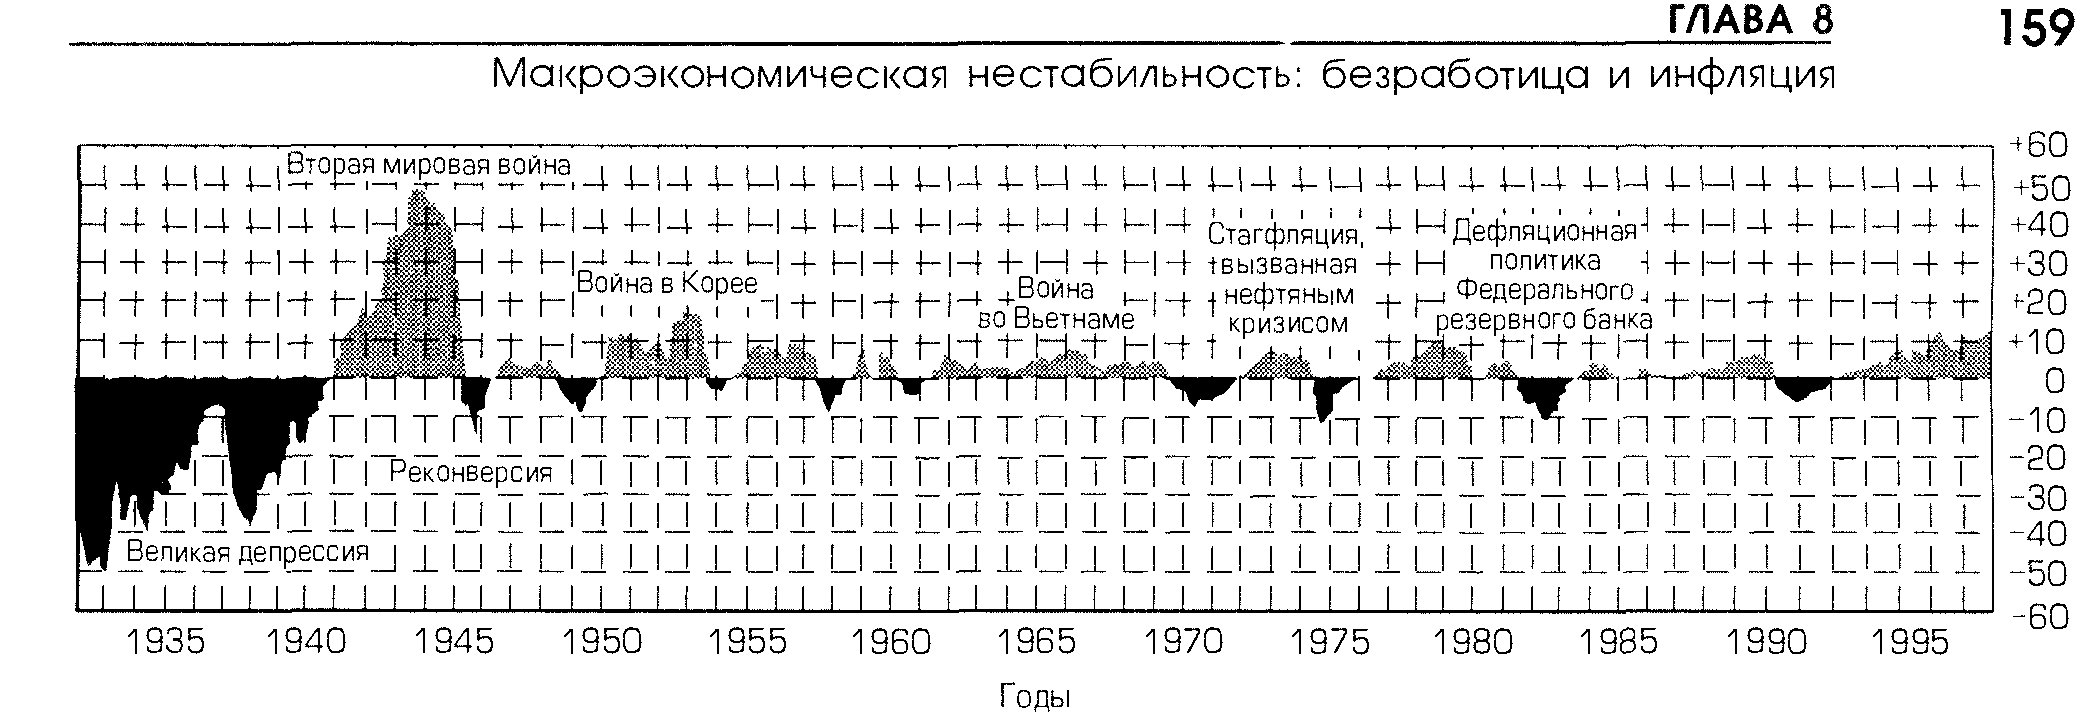 ГЛАВА 8
159
Макроэкономическая нестабильность: безработица и инфляция
Вторая мировая война
Война в Корее
Война
во Вьетнаме
Стагфляция,
вызванная
нефтяным
кризисом
Дефляционная
политика
Федерального
резервного банка
Реконверсия
Великая депрессия
+60
+50
+40
+30
+20
+10
0
-10
-20
-30
-40
-50
-60
1935 1940 1945 1950 1955 1960 1965 1970 1975 1980 1985 1990 1995
Годы